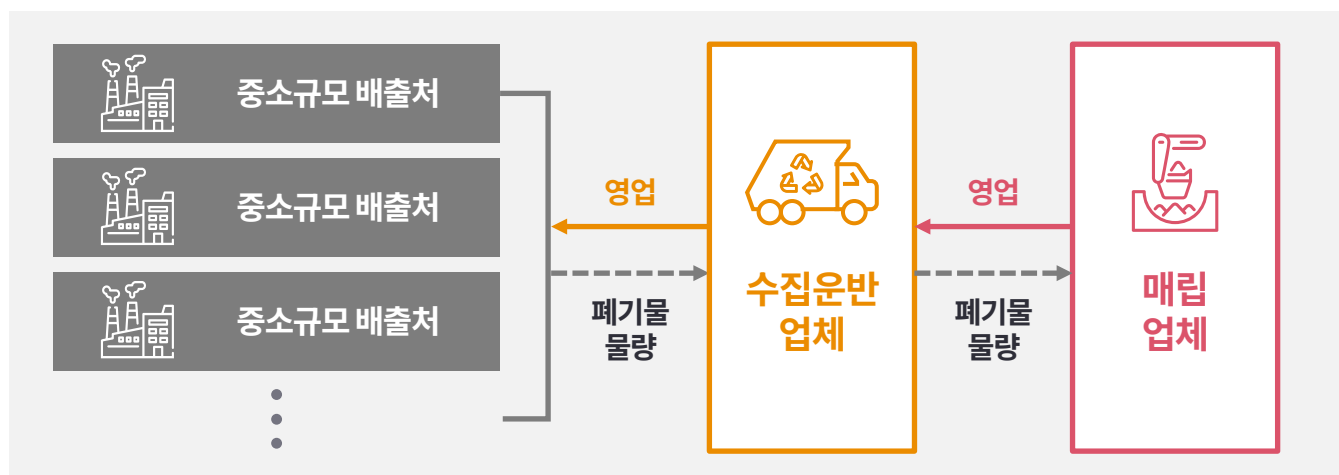 중소규모 배출처
중소규모 배출처
중소규모 배출처
영업
폐기물
물량
수집운반
업체
영업
폐기물
물량
매립
업체